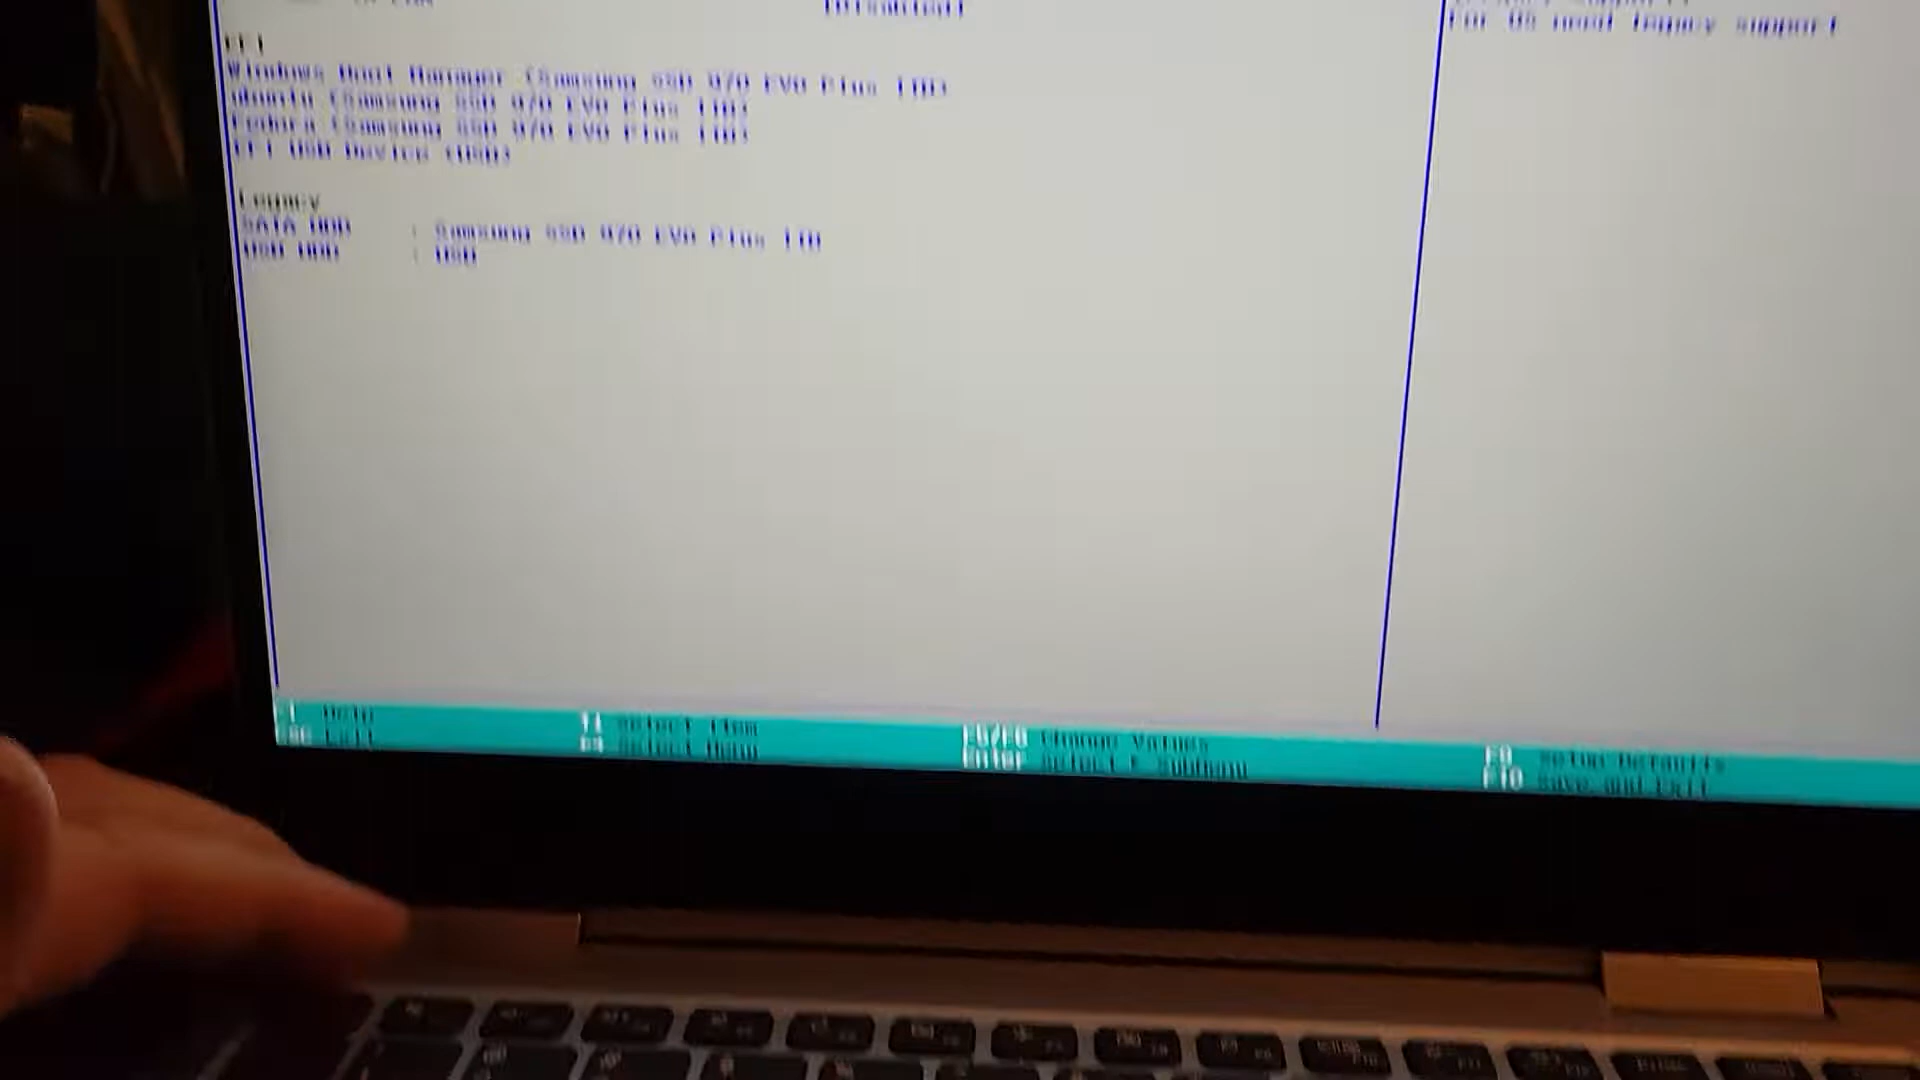 [Disabled]
For OS need legacy support
EFI
Windows Boot Manager (Samsung SSD 970 EVO Plus 1TB)
ubuntu (Samsung SSD 970 EVO Plus 1TB)
Fedora (Samsung SSD 970 EVO Plus 1TB)
EFI USB Device (USB)
Legacy
SATA HDD : Samsung SSD 970 EVO Plus 1TB
USB HDD : USB
F1 Help ↑↓ Select Item F5/F6 Change Values F9 Setup Defaults
Esc Exit Select Menu Enter Select ▸ SubMenu F10 Save and Exit